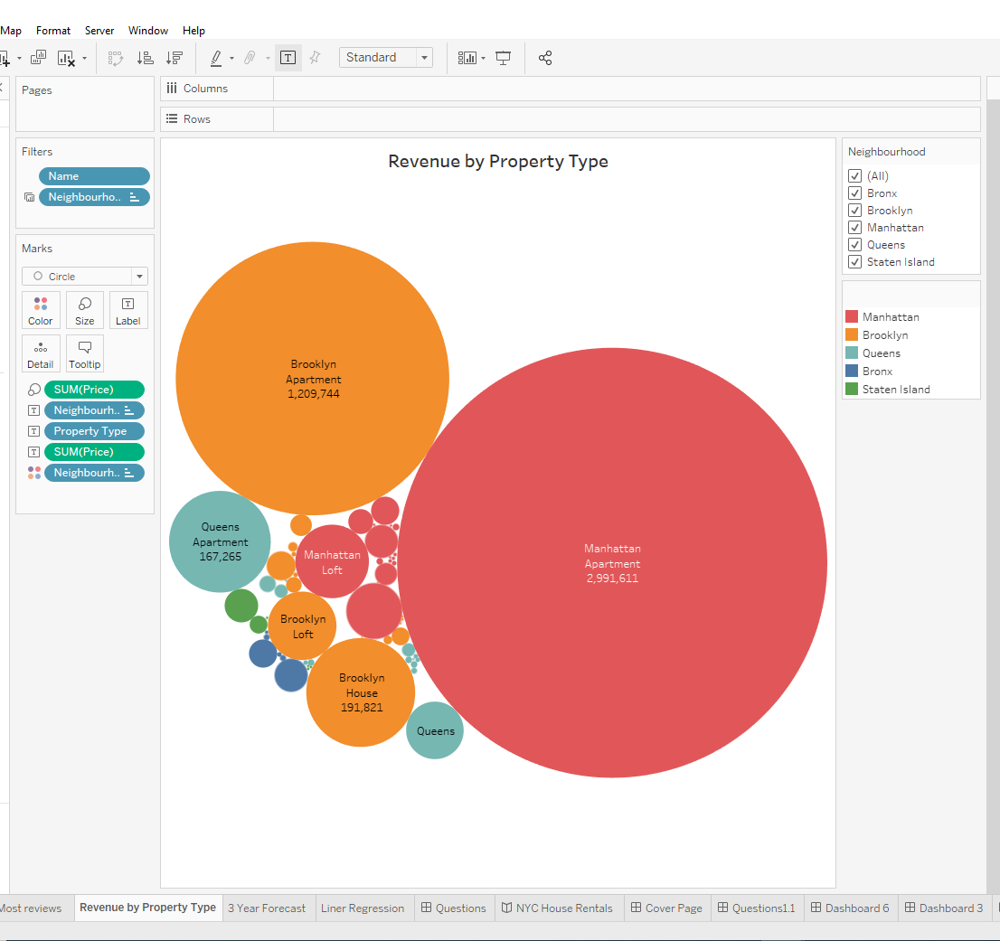 Map Format Server Window Help
Standard
Pages
Columns
Rows
Filters
Name
Neighbourho..
Marks
Circle
Color Size Label
Detail Tooltip
SUM(Price)
Neighbourh..
Property Type
SUM(Price)
Neighbourh..
Revenue by Property Type
Brooklyn
Apartment
1,209,744
Queens
Apartment
167,265
Manhattan
Loft
Manhattan
Apartment
2,991,611
Brooklyn
Loft
Brooklyn
House
191,821
Queens
Neighbourhood
(All)
Bronx
Brooklyn
Manhattan
Queens
Staten Island
Manhattan
Brooklyn
Queens
Bronx
Staten Island
Most reviews Revenue by Property Type 3 Year Forecast Liner Regression Questions NYC House Rentals Cover Page Questions1.1 Dashboard 6 Dashboard 3